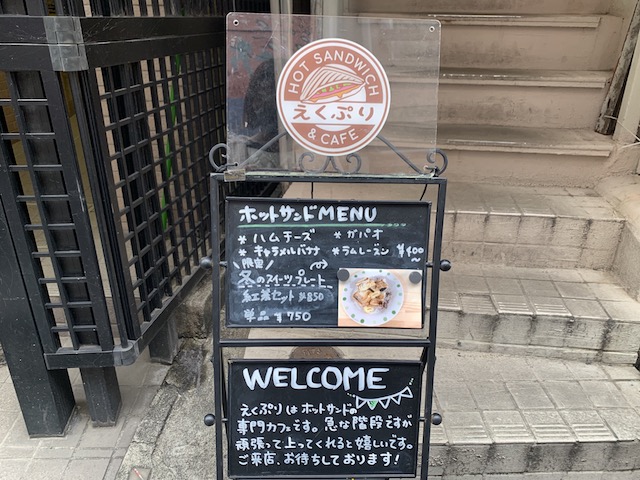 HOT SANDWICH
えくぷり
& CAFE
ホットサンドMENU
* ハムチーズ * ガパオ
* キャラメルバナナ * ラムレーズン ¥400~
\限定/
冬のスイーツプレート
紅茶セット ¥850
単品 ¥750
WELCOME
えくぷりはホットサンドの
専門カフェです。急な階段ですが
頑張って上ってくれると嬉しいです。
ご来店、お待ちしております!